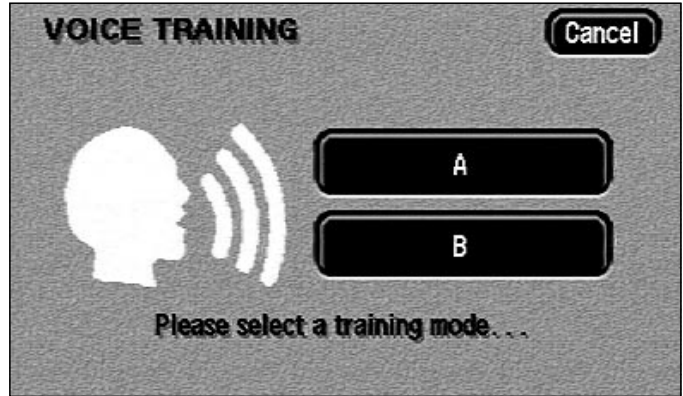 VOICE TRAINING
Cancel
A
B
Please select a training mode...